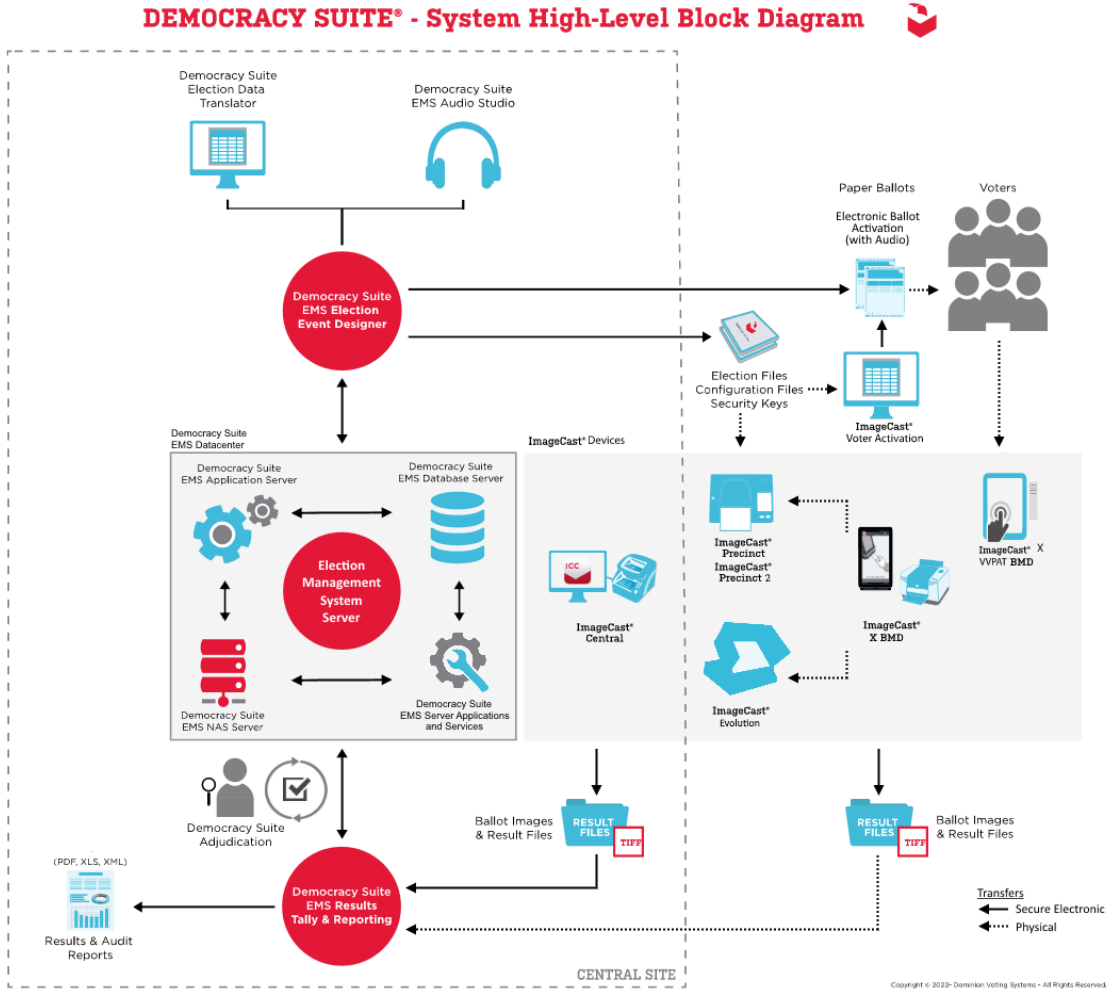 DEMOCRACY SUITE® - System High-Level Block Diagram
Democracy Suite
Election Data
Translator
Democracy Suite
EMS Audio Studio
Paper Ballots
Voters
Electronic Ballot
Activation
(with Audio)
Democracy Suite
EMS Election
Event Designer
Election Files
Configuration Files
Security Keys
ImageCast®
Voter Activation
Democracy Suite
EMS Datacenter
ImageCast® Devices
Democracy Suite
EMS Application Server
Democracy Suite
EMS Database Server
Election
Management
System
Server
Democracy Suite
EMS NAS Server
Democracy Suite
EMS Server Applications
and Services
ICC
ImageCast®
Central
ImageCast®
Precinct
ImageCast®
Precinct 2
ImageCast®
X BMD
ImageCast® X
VVPAT BMD
ImageCast®
Evolution
Democracy Suite
Adjudication
Ballot Images
& Result Files
RESULT
FILES
TIFF
RESULT
FILES
TIFF
Ballot Images
& Result Files
(PDF, XLS, XML)
Results & Audit
Reports
Democracy Suite
EMS Results
Tally & Reporting
Transfers
Secure Electronic
Physical
CENTRAL SITE
Copyright © 2022- Dominion Voting Systems - All Rights Reserved.